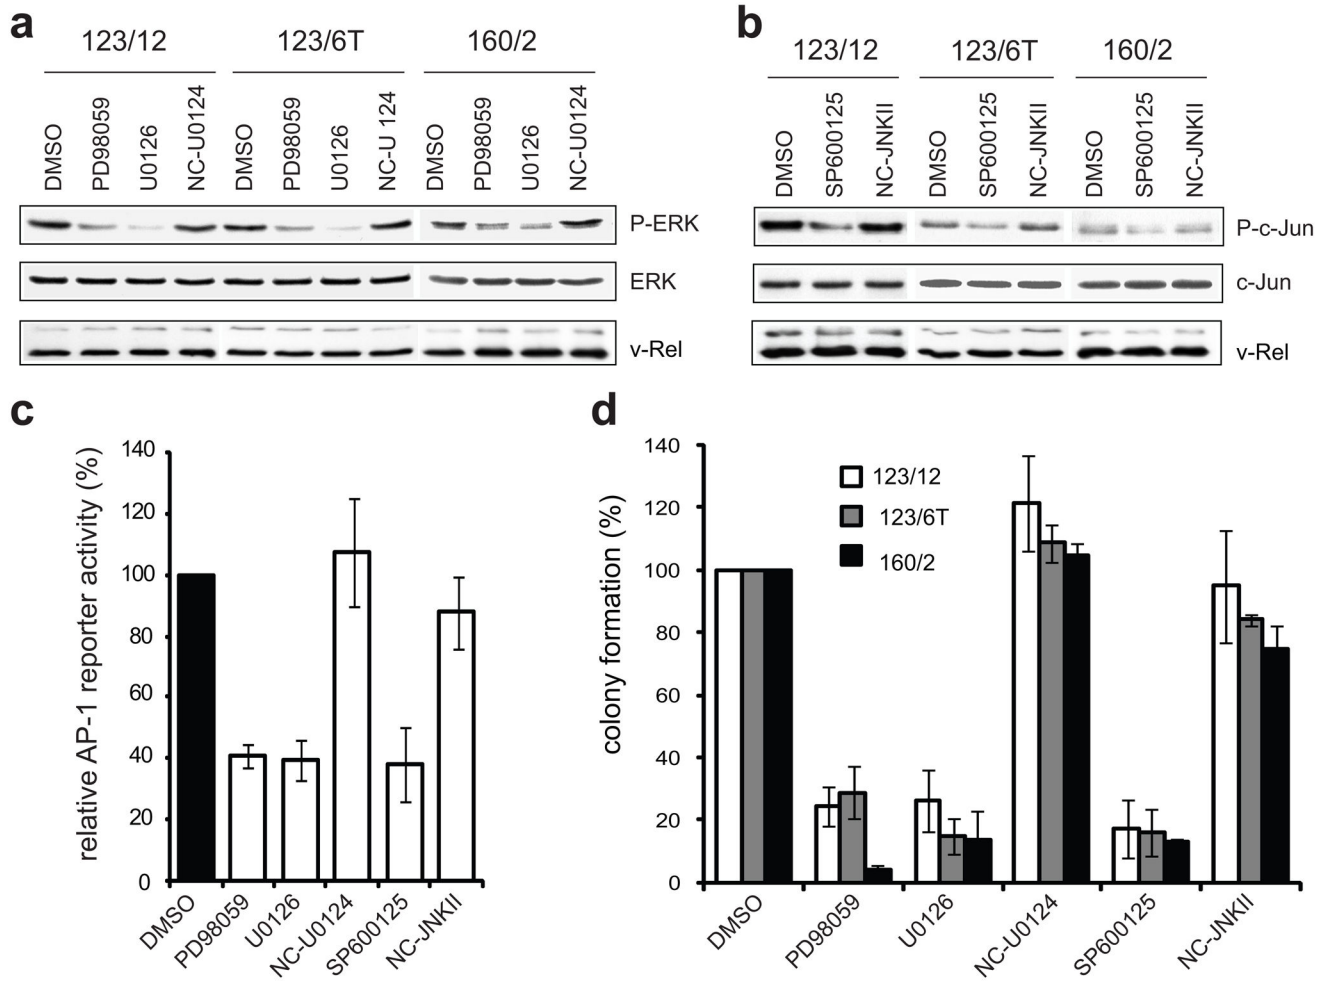 a
123/12 123/6T 160/2
DMSO PD98059 U0126 NC-U0124 DMSO PD98059 U0126 NC-U 124 DMSO PD98059 U0126 NC-U0124
P-ERK
ERK
v-Rel
b
123/12 123/6T 160/2
DMSO SP600125 NC-JNKII DMSO SP600125 NC-JNKII DMSO SP600125 NC-JNKII
P-c-Jun
c-Jun
v-Rel
c
relative AP-1 reporter activity (%)
140
120
100
80
60
40
20
0
DMSO PD98059 U0126 NC-U0124 SP600125 NC-JNKII
d
colony formation (%)
140
120
100
80
60
40
20
0
123/12
123/6T
160/2
DMSO PD98059 U0126 NC-U0124 SP600125 NC-JNKII